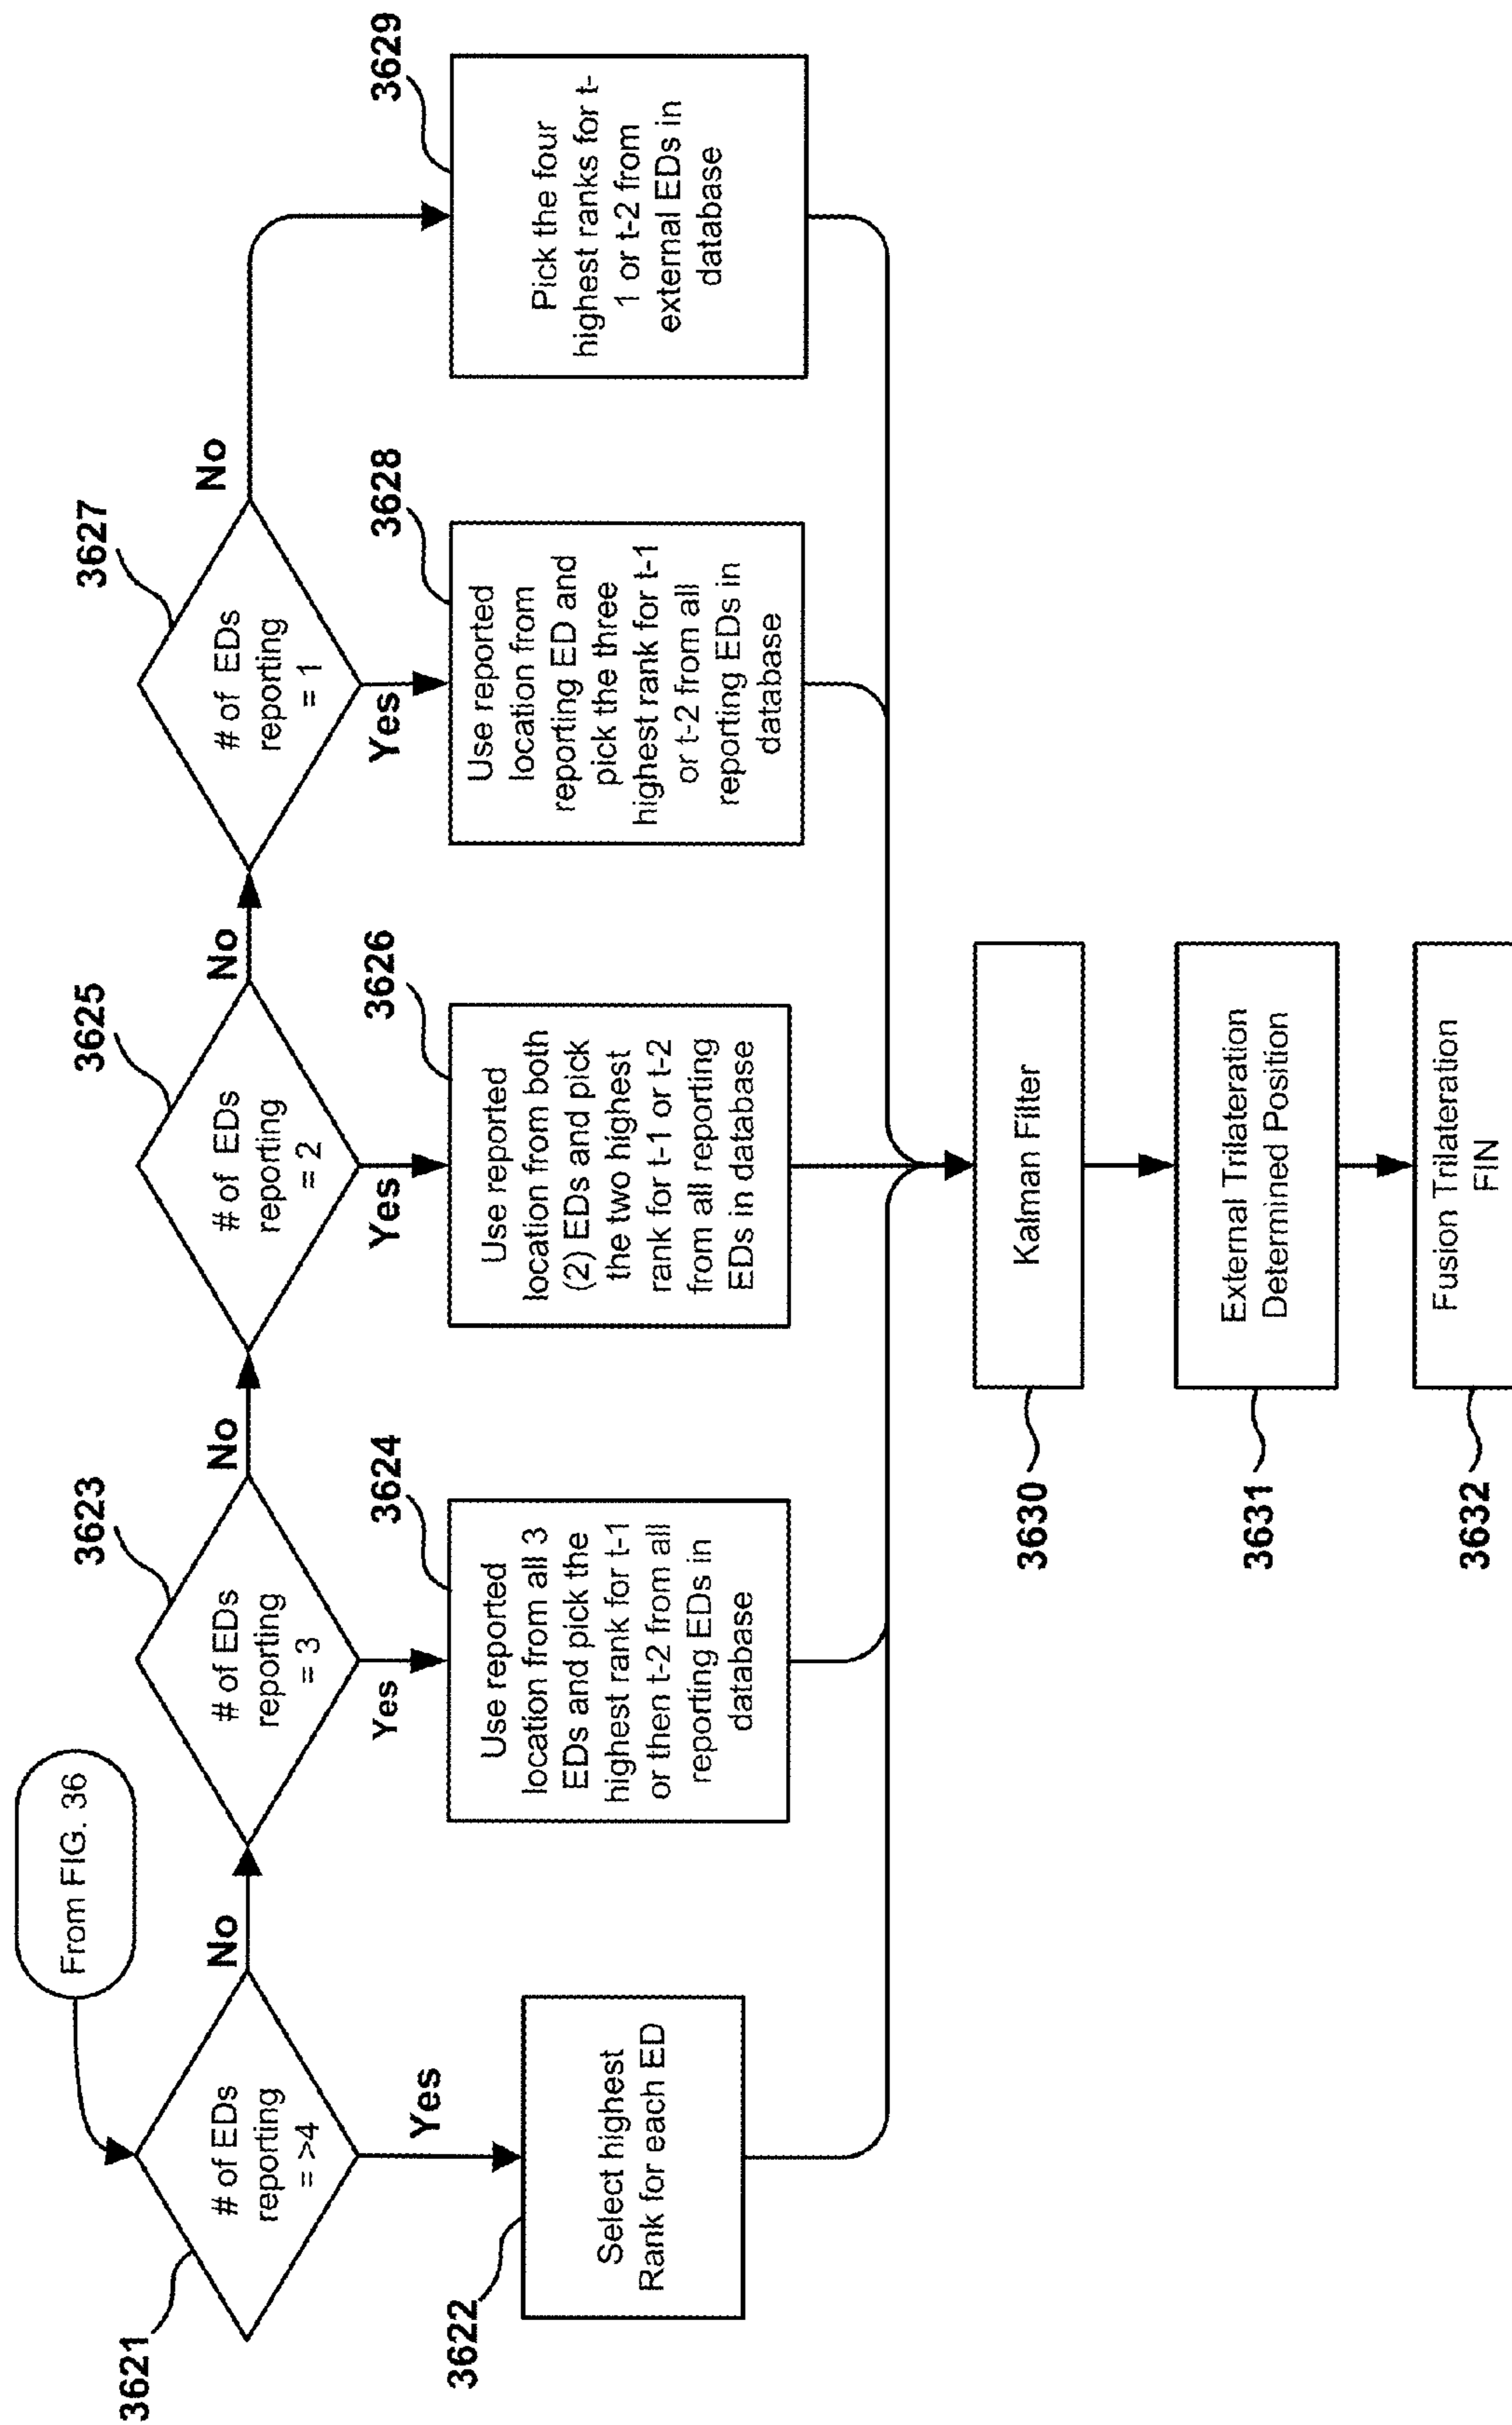 From FIG. 36
3621
# of EDs
reporting
= >4
No
Yes
3622
Select highest
Rank for each ED
3623
# of EDs
reporting
= 3
No
Yes
3624
Use reported
location from all 3
EDs and pick the
highest rank for t-1
or then t-2 from all
reporting EDs in
database
3625
# of EDs
reporting
= 2
No
Yes
3626
Use reported
location from both
(2) EDs and pick
the two highest
rank for t-1 or t-2
from all reporting
EDs in database
3627
# of EDs
reporting
= 1
No
Yes
3628
Use reported
location from
reporting ED and
pick the three
highest rank for t-1
or t-2 from all
reporting EDs in
database
3629
Pick the four
highest ranks for t-
1 or t-2 from
external EDs in
database
3630
Kalman Filter
3631
External Trilateration
Determined Position
3632
Fusion Trilateration
FIN